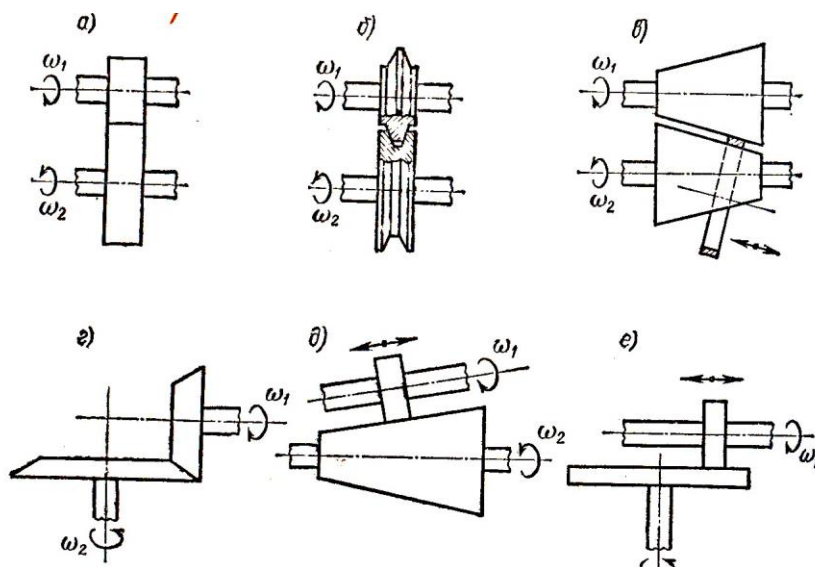 а) б) в)
ω₁ ω₁ ω₁
ω₂ ω₂ ω₂
г) д) е)
ω₁ ω₁
ω₂
ω₂